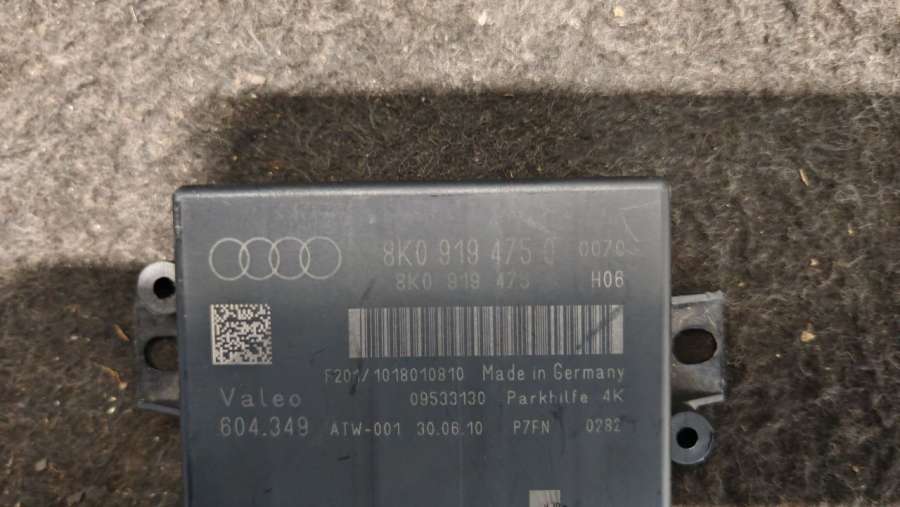 8K0 919 475
8K0 919 475 H06
F201/1018010810 Made in Germany
Valeo 09533130 Parkhilfe 4K
604.349 ATW-001 30.06.10 P7FN 0282